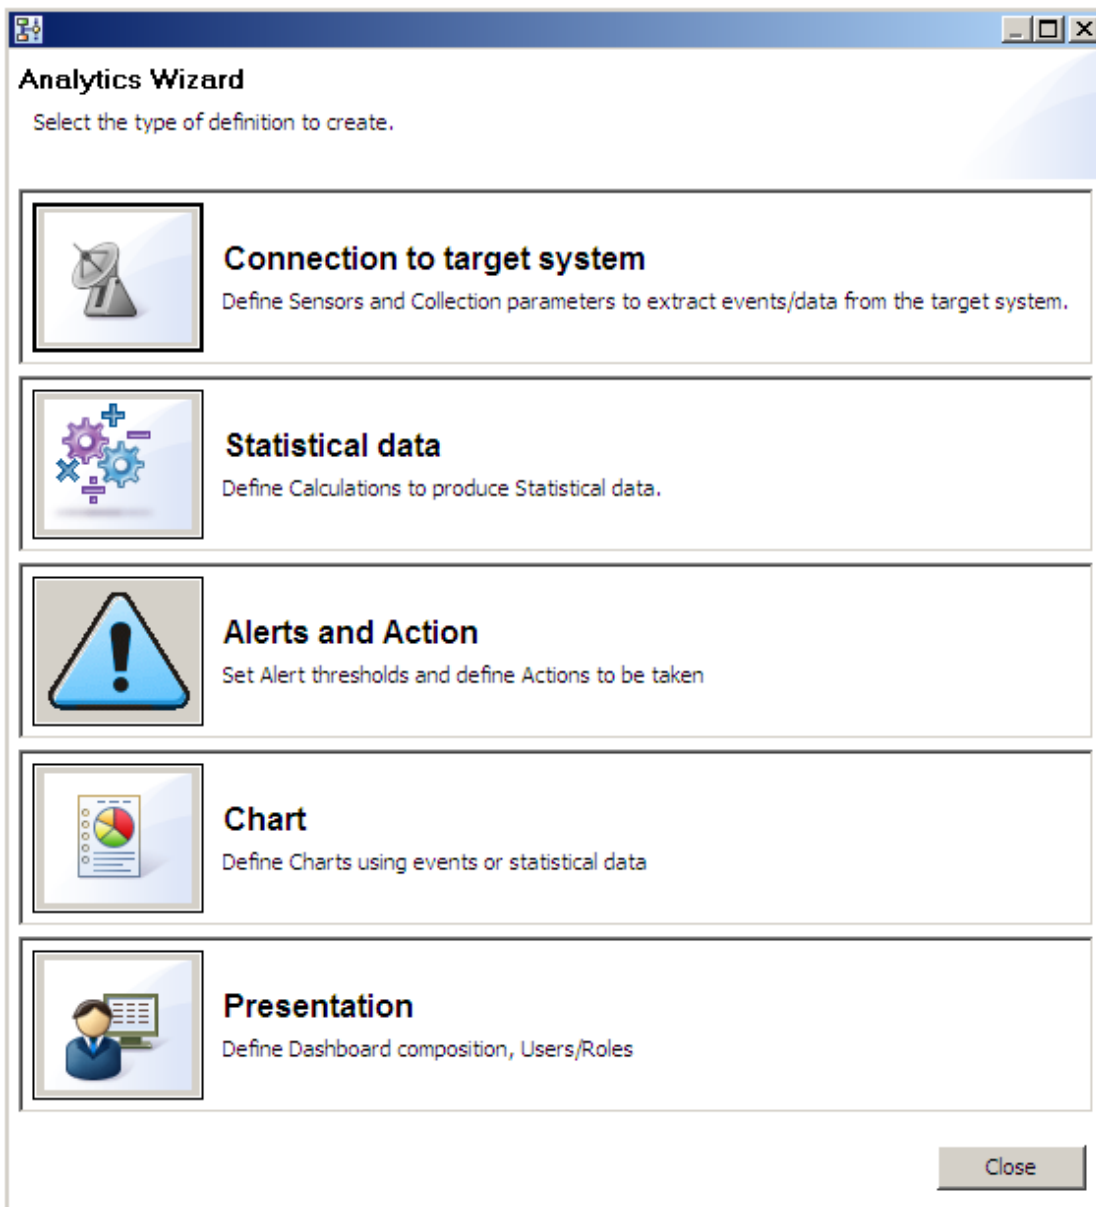 Analytics Wizard
Select the type of definition to create.
Connection to target system
Define Sensors and Collection parameters to extract events/data from the target system.
Statistical data
Define Calculations to produce Statistical data.
Alerts and Action
Set Alert thresholds and define Actions to be taken
Chart
Define Charts using events or statistical data
Presentation
Define Dashboard composition, Users/Roles
Close